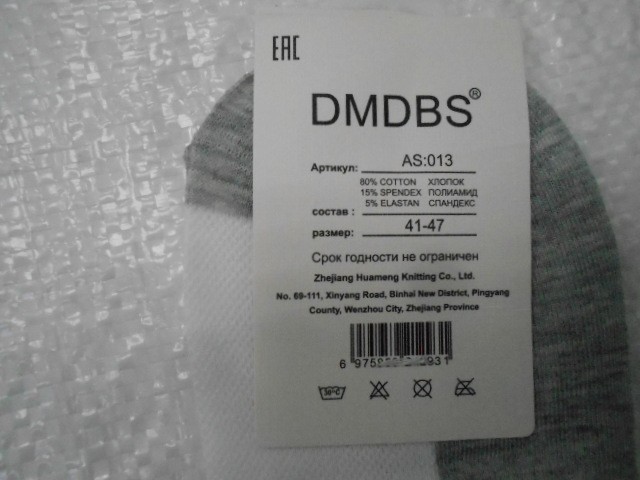 EAC
DMDBS®
Артикул: AS:013
80% COTTON ХЛОПОК
15% SPENDEX ПОЛИАМИД
5% ELASTAN СПАНДЕКС
состав :
размер: 41-47
Срок годности не ограничен
Zhejiang Huameng Knitting Co., Ltd.
No. 69-111, Xinyang Road, Binhai New District, Pingyang
County, Wenzhou City, Zhejiang Province
30°C